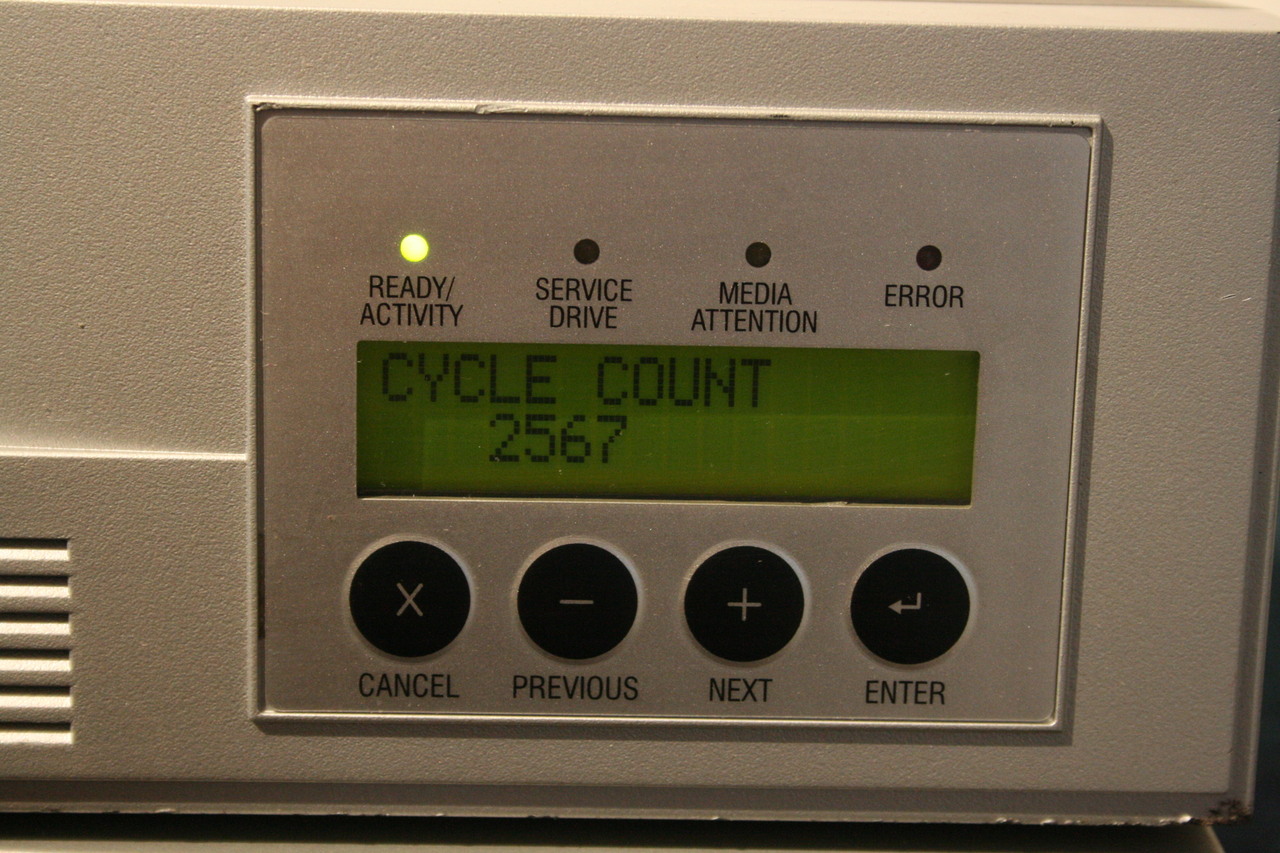 READY/
ACTIVITY
SERVICE
DRIVE
MEDIA
ATTENTION
ERROR
CYCLE COUNT
2567
X
CANCEL
PREVIOUS
NEXT
ENTER